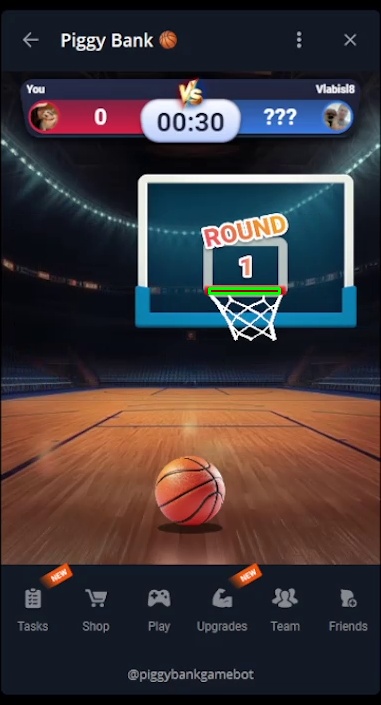 Piggy Bank 🏀
You
VS
Vlabisl8
0
00:30
???
ROUND
1
NEW
NEW
Tasks
Shop
Play
Upgrades
Team
Friends
@piggybankgamebot